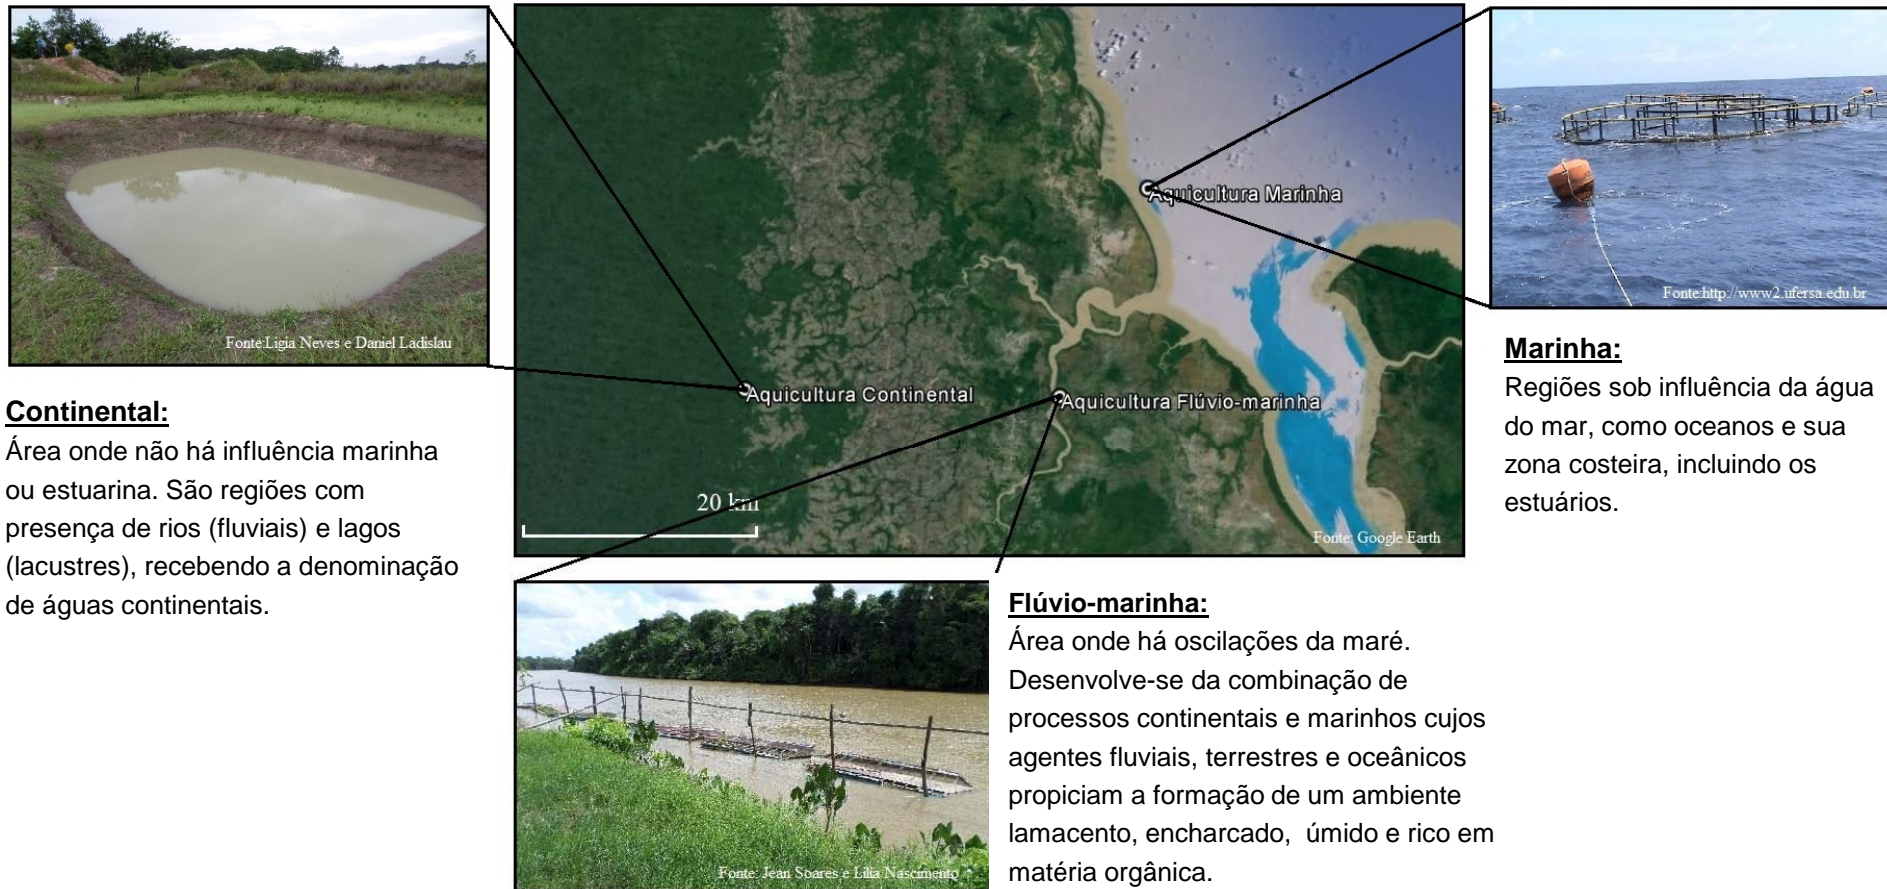 Fonte:Ligia Neves e Daniel Ladislau
Continental:
Área onde não há influência marinha
ou estuarina. São regiões com
presença de rios (fluviais) e lagos
(lacustres), recebendo a denominação
de águas continentais.
Aquicultura Marinha
Aquicultura Continental
Aquicultura Flúvio-marinha
20 km
Fonte: Google Earth
Fonte:http://www2.ufersa.edu.br
Marinha:
Regiões sob influência da água
do mar, como oceanos e sua
zona costeira, incluindo os
estuários.
Fonte: Jean Soares e Lilia Nascimento
Flúvio-marinha:
Área onde há oscilações da maré.
Desenvolve-se da combinação de
processos continentais e marinhos cujos
agentes fluviais, terrestres e oceânicos
propiciam a formação de um ambiente
lamacento, encharcado, úmido e rico em
matéria orgânica.